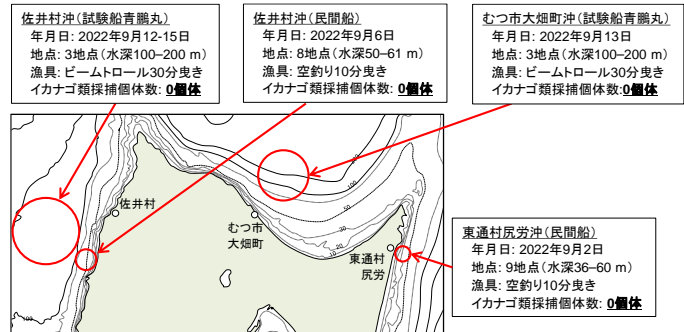 佐井村沖(試験船青鵬丸)
年月日: 2022年9月12-15日
地点: 3地点(水深100–200 m)
漁具: ビームトロール30分曳き
イカナゴ類採捕個体数: 0個体
佐井村沖(民間船)
年月日: 2022年9月6日
地点: 8地点(水深50–61 m)
漁具: 空釣り10分曳き
イカナゴ類採捕個体数: 0個体
むつ市大畑町沖(試験船青鵬丸)
年月日: 2022年9月13日
地点: 3地点(水深100–200 m)
漁具: ビームトロール30分曳き
イカナゴ類採捕個体数:0個体
佐井村
むつ市
大畑町
東通村
尻労
東通村尻労沖(民間船)
年月日: 2022年9月2日
地点: 9地点(水深36–60 m)
漁具: 空釣り10分曳き
イカナゴ類採捕個体数: 0個体